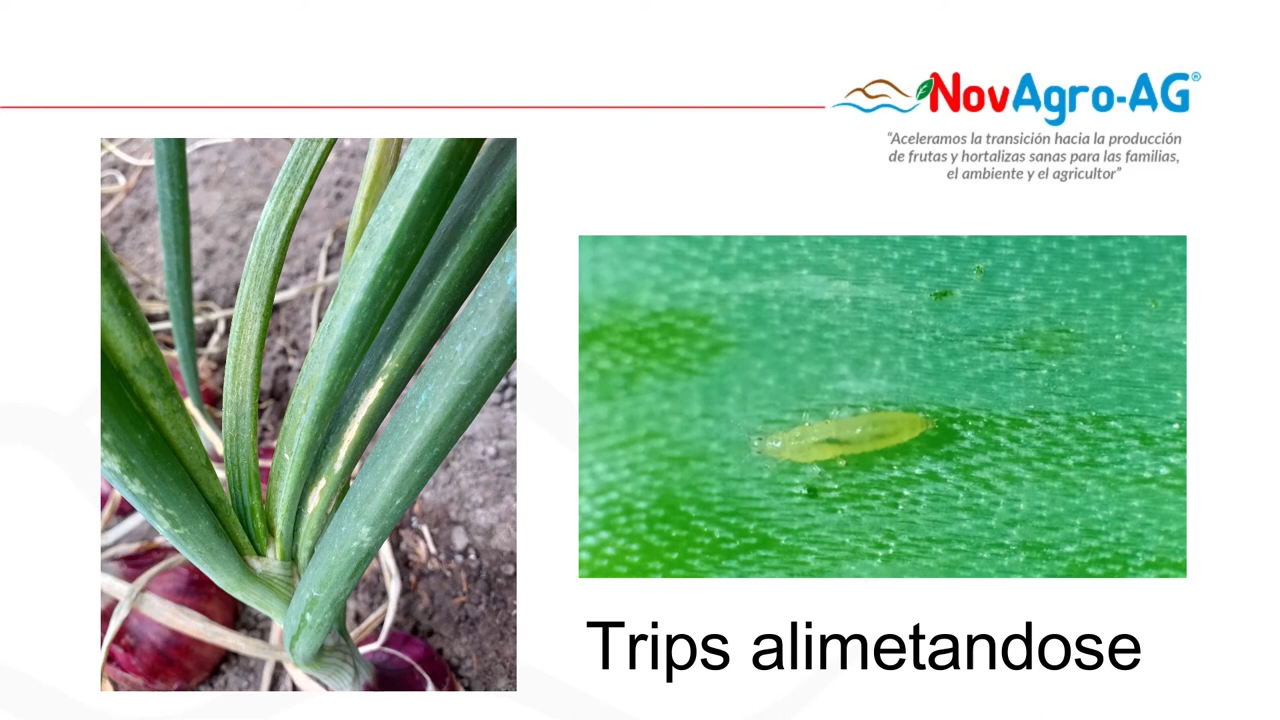 NovAgro-AG®
“Aceleramos la transición hacia la producción
de frutas y hortalizas sanas para las familias,
el ambiente y el agricultor”
Trips alimetandose